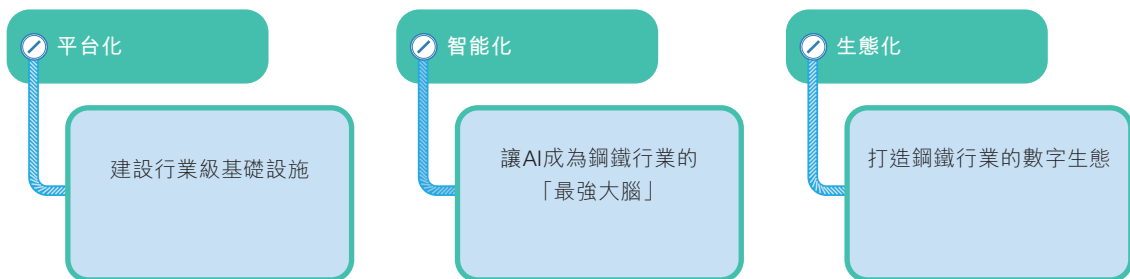 平台化
建設行業級基礎設施
智能化
讓AI成為鋼鐵行業的
「最強大腦」
生態化
打造鋼鐵行業的數字生態